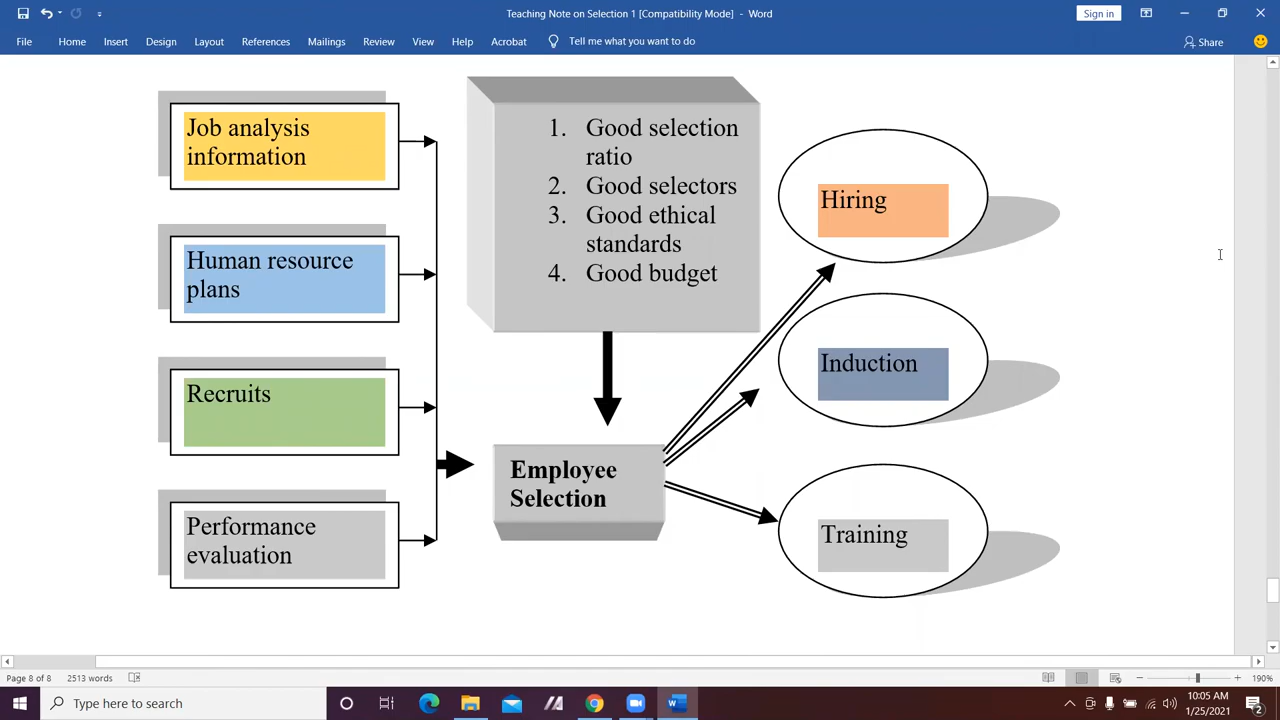 Teaching Note on Selection 1 [Compatibility Mode] - Word
Sign in
File Home Insert Design Layout References Mailings Review View Help Acrobat Tell me what you want to do Share
Job analysis
information
Human resource
plans
Recruits
Performance
evaluation
1. Good selection
ratio
2. Good selectors
3. Good ethical
standards
4. Good budget
Employee
Selection
Hiring
Induction
Training
Page 8 of 8 2513 words 190%
Type here to search
10:05 AM
1/25/2021
2